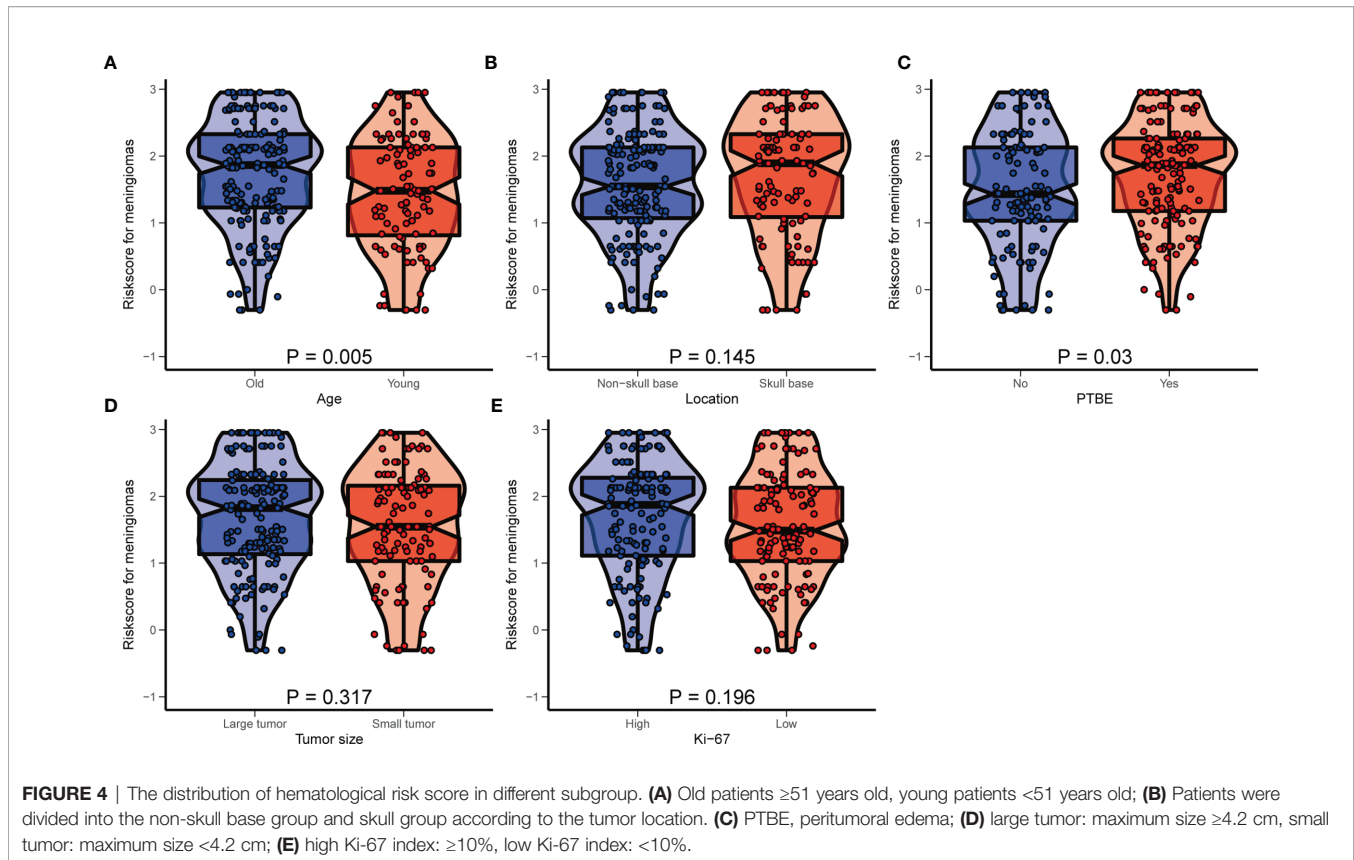 A
B
C
Riskscore for meningiomas
3
2
1
0
−1
P = 0.005
Old
Young
Age
Riskscore for meningiomas
3
2
1
0
−1
P = 0.145
Non−skull base
Skull base
Location
Riskscore for meningiomas
3
2
1
0
−1
P = 0.03
No
Yes
PTBE
D
E
Riskscore for meningiomas
3
2
1
0
−1
P = 0.317
Large tumor
Small tumor
Tumor size
Riskscore for meningiomas
3
2
1
0
−1
P = 0.196
High
Low
Ki−67
FIGURE 4 | The distribution of hematological risk score in different subgroup. (A) Old patients ≥51 years old, young patients <51 years old; (B) Patients were
divided into the non-skull base group and skull group according to the tumor location. (C) PTBE, peritumoral edema; (D) large tumor: maximum size ≥4.2 cm, small
tumor: maximum size <4.2 cm; (E) high Ki-67 index: ≥10%, low Ki-67 index: <10%.